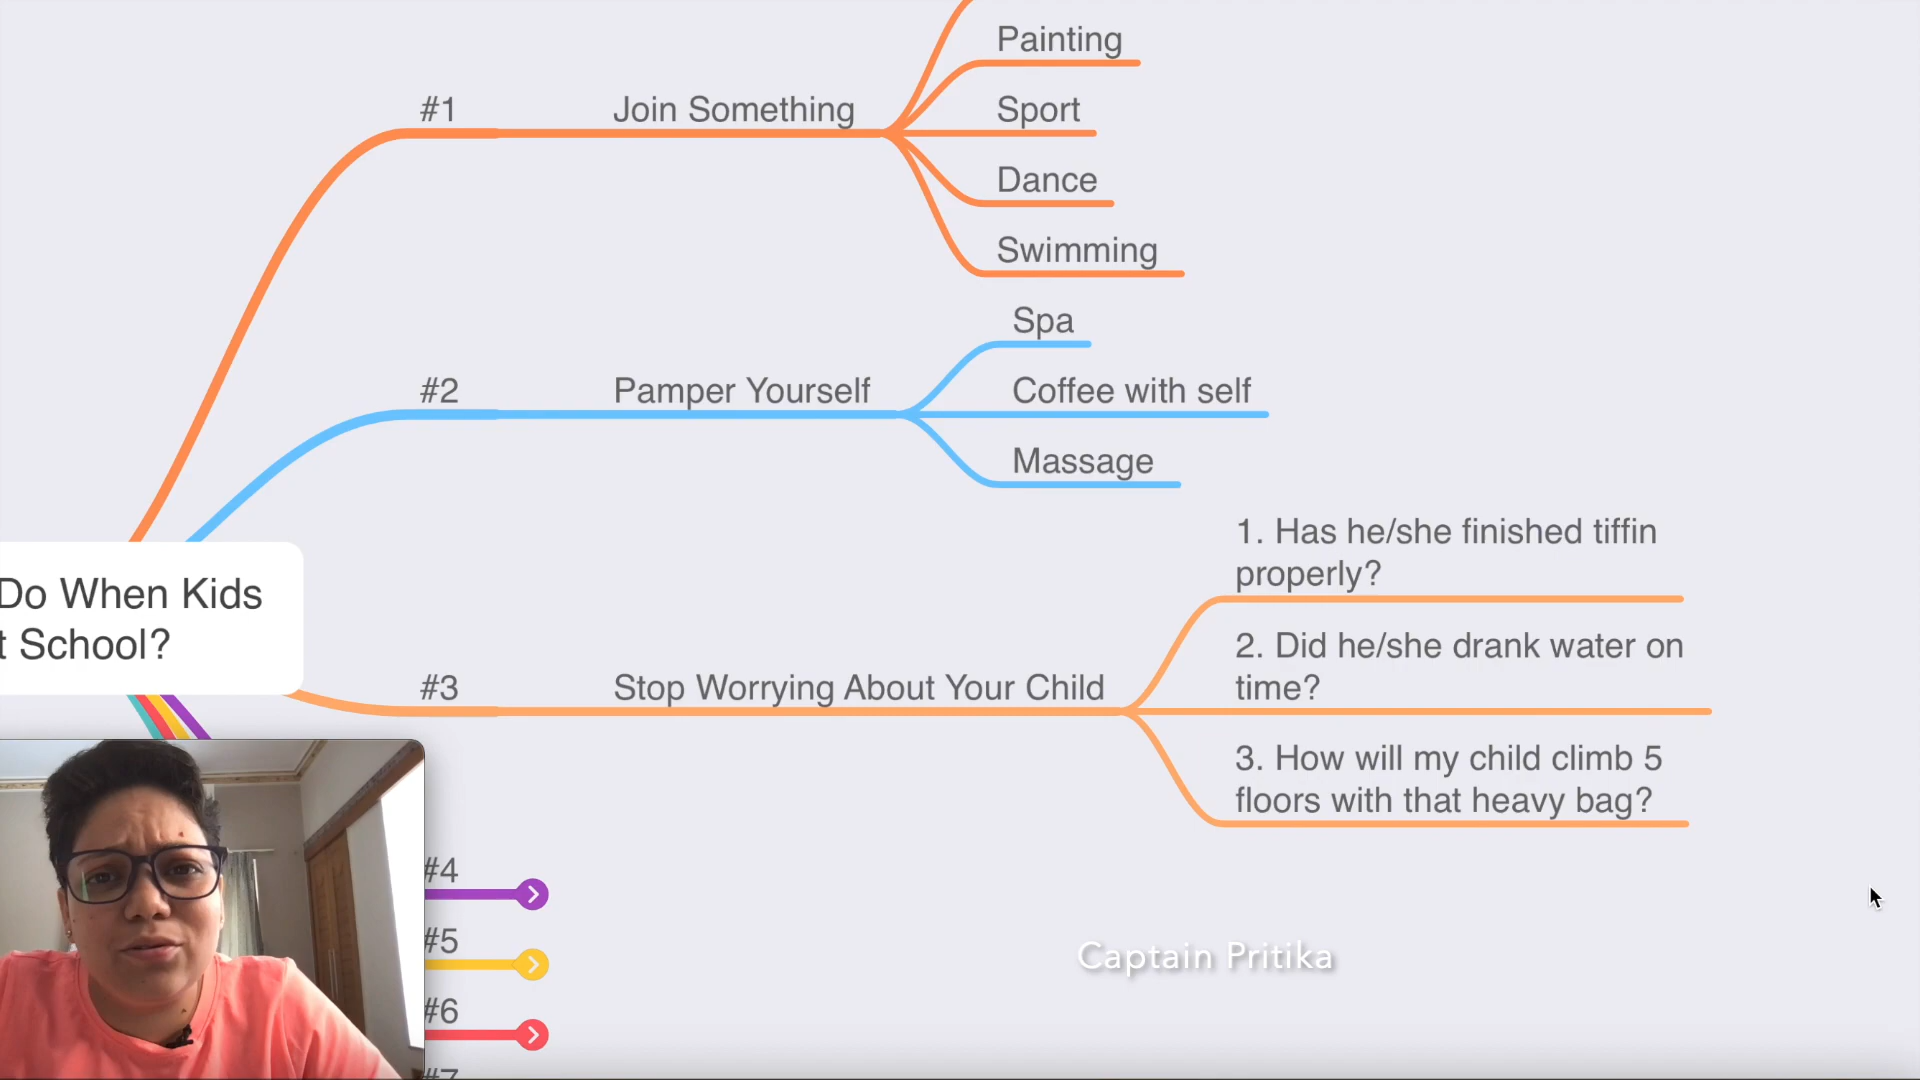 Painting
#1 Join Something Sport
Dance
Swimming
Spa
#2 Pamper Yourself Coffee with self
Massage
1. Has he/she finished tiffin
properly?
Do When Kids
t School?
2. Did he/she drank water on
time?
#3 Stop Worrying About Your Child
3. How will my child climb 5
floors with that heavy bag?
#4
#5
Captain Pritika
#6
#7